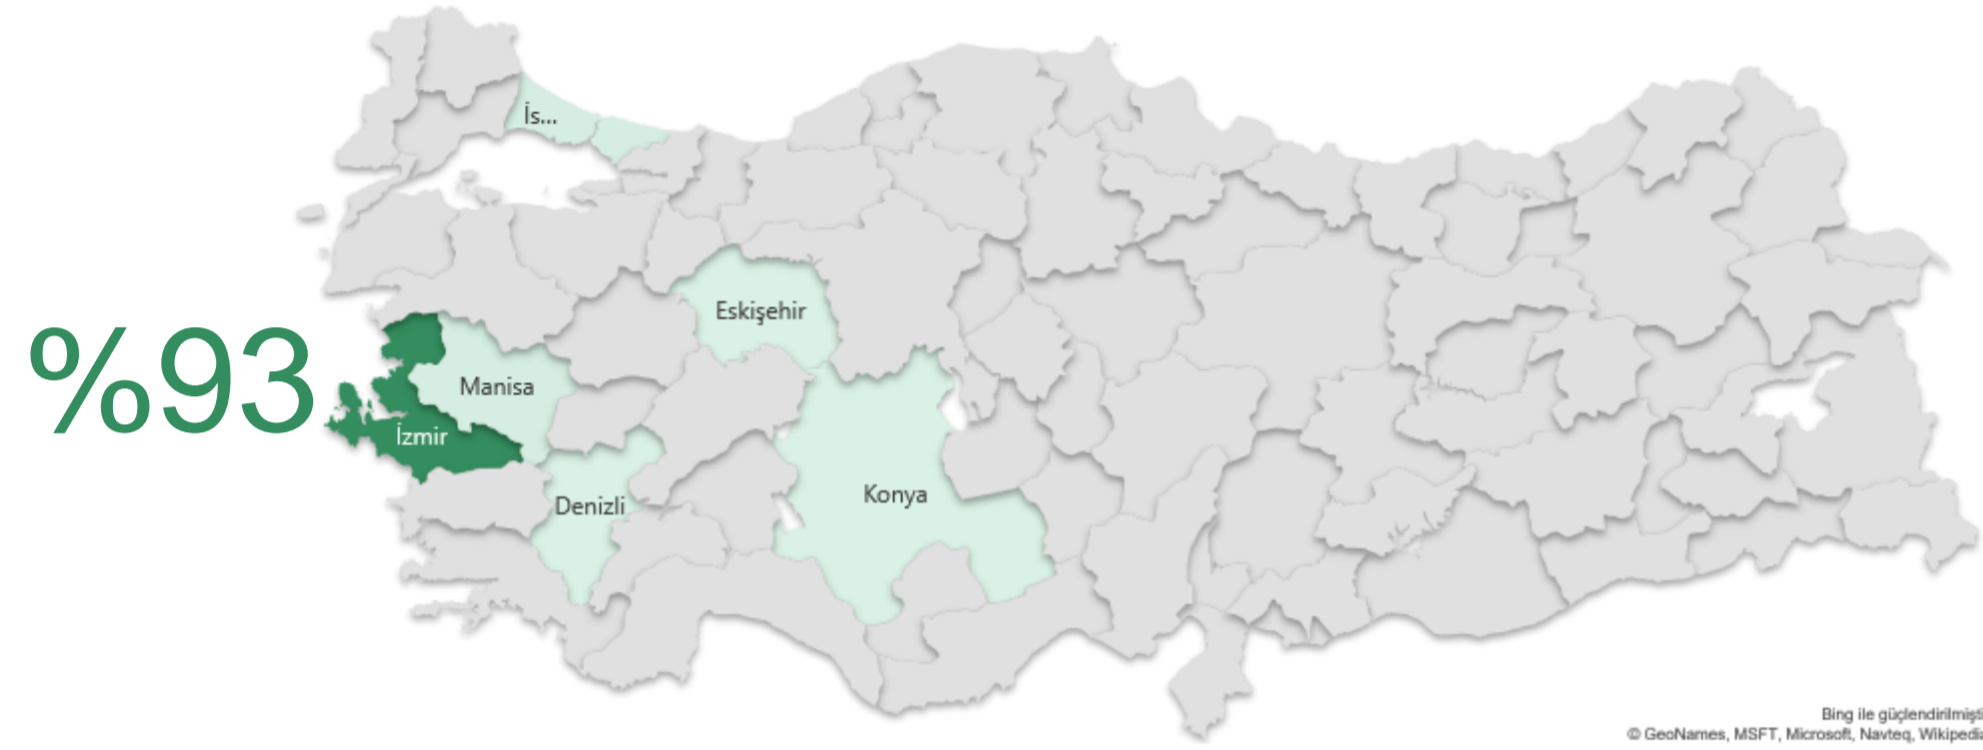 İs...
Eskişehir
%93
Manisa
İzmir
Denizli
Konya
Bing ile güçlendirilmişti
© GeoNames, MSFT, Microsoft, Navteq, Wikipedia